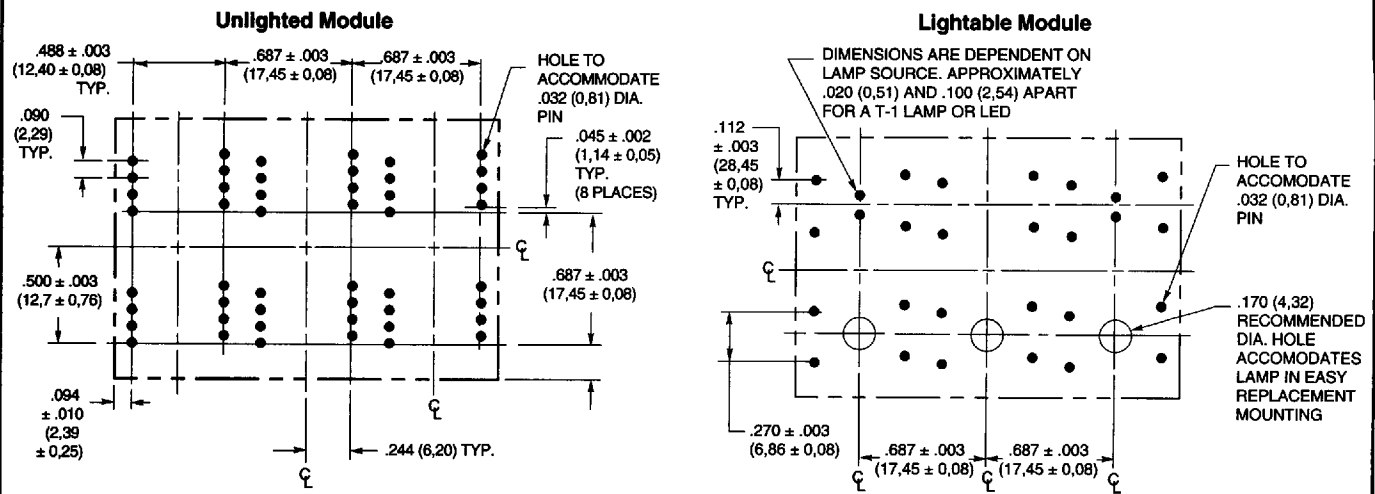 Unlighted Module
.488 ± .003
(12,40 ± 0,08)
TYP.
.687 ± .003
(17,45 ± 0,08)
.687 ± .003
(17,45 ± 0,08)
HOLE TO
ACCOMMODATE
.032 (0,81) DIA.
PIN
.090
(2,29)
TYP.
.045 ± .002
(1,14 ± 0,05)
TYP.
(8 PLACES)
℄
.500 ± .003
(12,7 ± 0,76)
.687 ± .003
(17,45 ± 0,08)
.094
± .010
(2,39
± 0,25)
℄
.244 (6,20) TYP.
℄
Lightable Module
DIMENSIONS ARE DEPENDENT ON
LAMP SOURCE. APPROXIMATELY
.020 (0,51) AND .100 (2,54) APART
FOR A T-1 LAMP OR LED
.112
± .003
(28,45
± 0,08)
TYP.
HOLE TO
ACCOMODATE
.032 (0,81) DIA.
PIN
℄
.170 (4,32)
RECOMMENDED
DIA. HOLE
ACCOMODATES
LAMP IN EASY
REPLACEMENT
MOUNTING
.270 ± .003
(6,86 ± 0,08)
.687 ± .003
(17,45 ± 0,08)
.687 ± .003
(17,45 ± 0,08)
℄
℄
℄